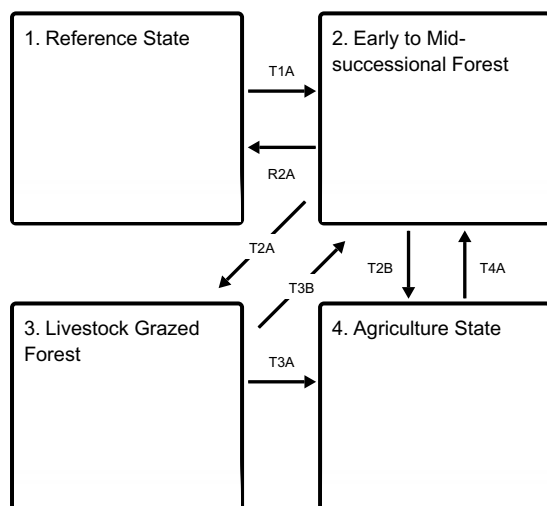 1. Reference State
2. Early to Mid-
successional Forest
T1A
R2A
T2A
T3B
T2B
T4A
3. Livestock Grazed
Forest
4. Agriculture State
T3A